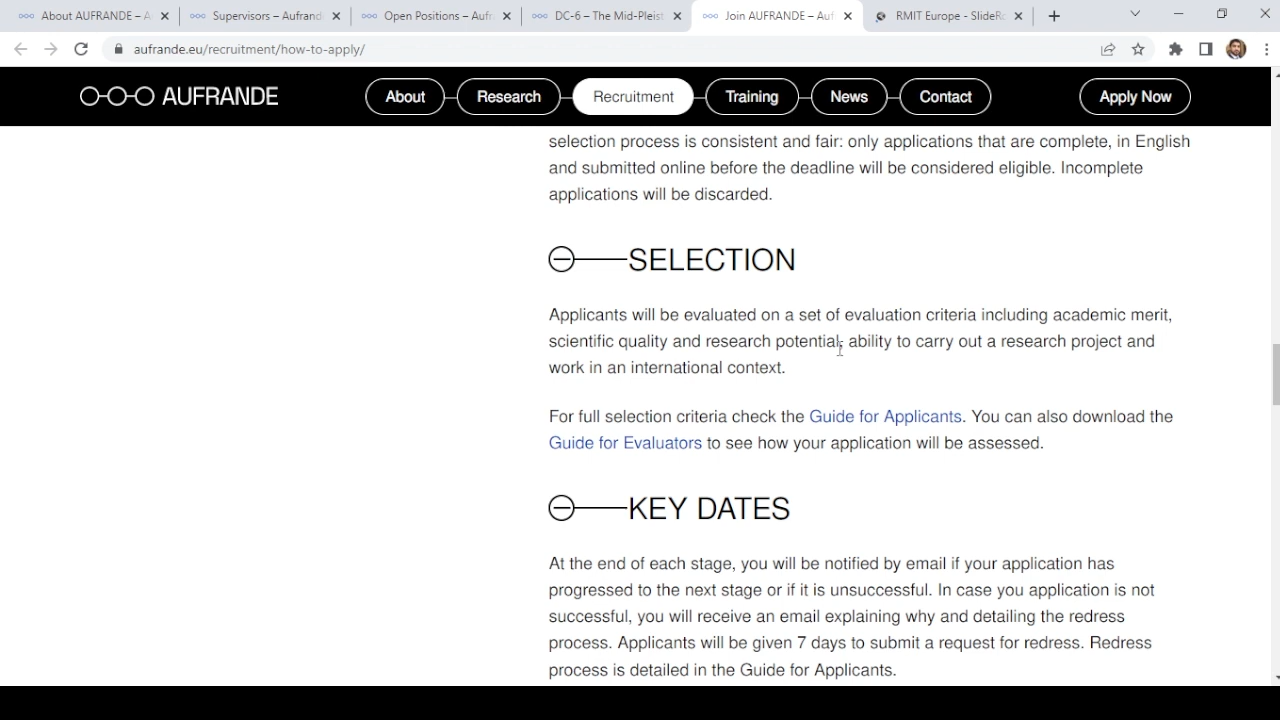 About AUFRANDE – A
Supervisors – Aufrand
Open Positions – Aufr
DC-6 – The Mid-Pleist
Join AUFRANDE – Auf
RMIT Europe - SlideRo
aufrande.eu/recruitment/how-to-apply/
AUFRANDE
About
Research
Recruitment
Training
News
Contact
Apply Now
selection process is consistent and fair: only applications that are complete, in English
and submitted online before the deadline will be considered eligible. Incomplete
applications will be discarded.
SELECTION
Applicants will be evaluated on a set of evaluation criteria including academic merit,
scientific quality and research potential, ability to carry out a research project and
work in an international context.
For full selection criteria check the Guide for Applicants. You can also download the
Guide for Evaluators to see how your application will be assessed.
KEY DATES
At the end of each stage, you will be notified by email if your application has
progressed to the next stage or if it is unsuccessful. In case you application is not
successful, you will receive an email explaining why and detailing the redress
process. Applicants will be given 7 days to submit a request for redress. Redress
process is detailed in the Guide for Applicants.